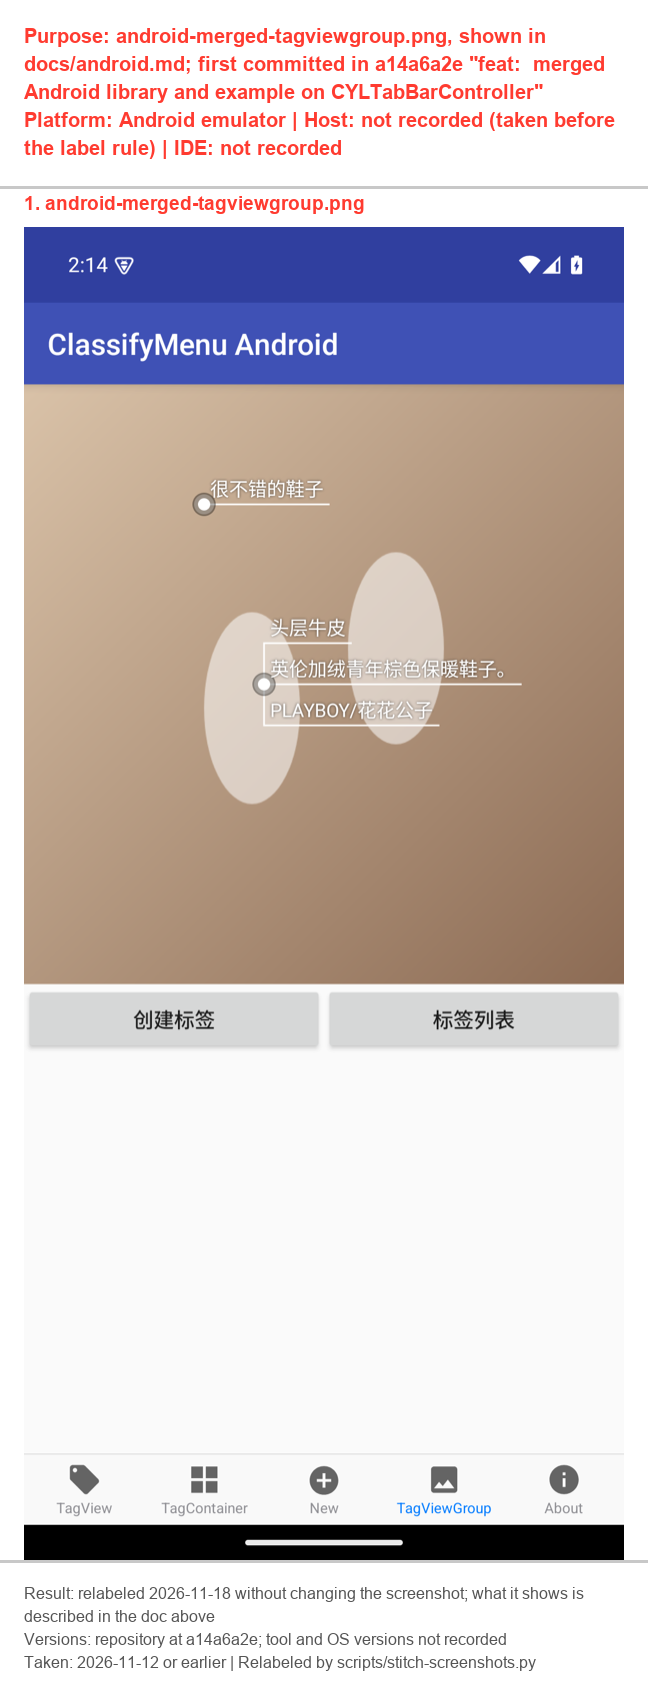 Purpose: android-merged-tagviewgroup.png, shown in
docs/android.md; first committed in a14a6a2e "feat:  merged
Android library and example on CYLTabBarController"
Platform: Android emulator | Host: not recorded (taken before
the label rule) | IDE: not recorded
1. android-merged-tagviewgroup.png
2:14
ClassifyMenu Android
很不错的鞋子
头层牛皮
英伦加绒青年棕色保暖鞋子。
PLAYBOY/花花公子
创建标签 标签列表
TagView TagContainer New TagViewGroup About
Result: relabeled 2026-11-18 without changing the screenshot; what it shows is
described in the doc above
Versions: repository at a14a6a2e; tool and OS versions not recorded
Taken: 2026-11-12 or earlier | Relabeled by scripts/stitch-screenshots.py